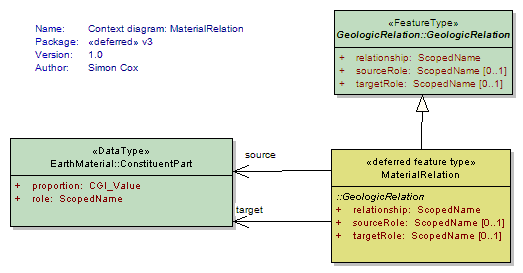 Name: Context diagram: MaterialRelation
Package: «deferred» v3
Version: 1.0
Author: Simon Cox
«FeatureType»
GeologicRelation::GeologicRelation
+ relationship: ScopedName
+ sourceRole: ScopedName [0..1]
+ targetRole: ScopedName [0..1]
«DataType»
EarthMaterial::ConstituentPart
+ proportion: CGI_Value
+ role: ScopedName
source
target
«deferred feature type»
MaterialRelation
::GeologicRelation
+ relationship: ScopedName
+ sourceRole: ScopedName [0..1]
+ targetRole: ScopedName [0..1]